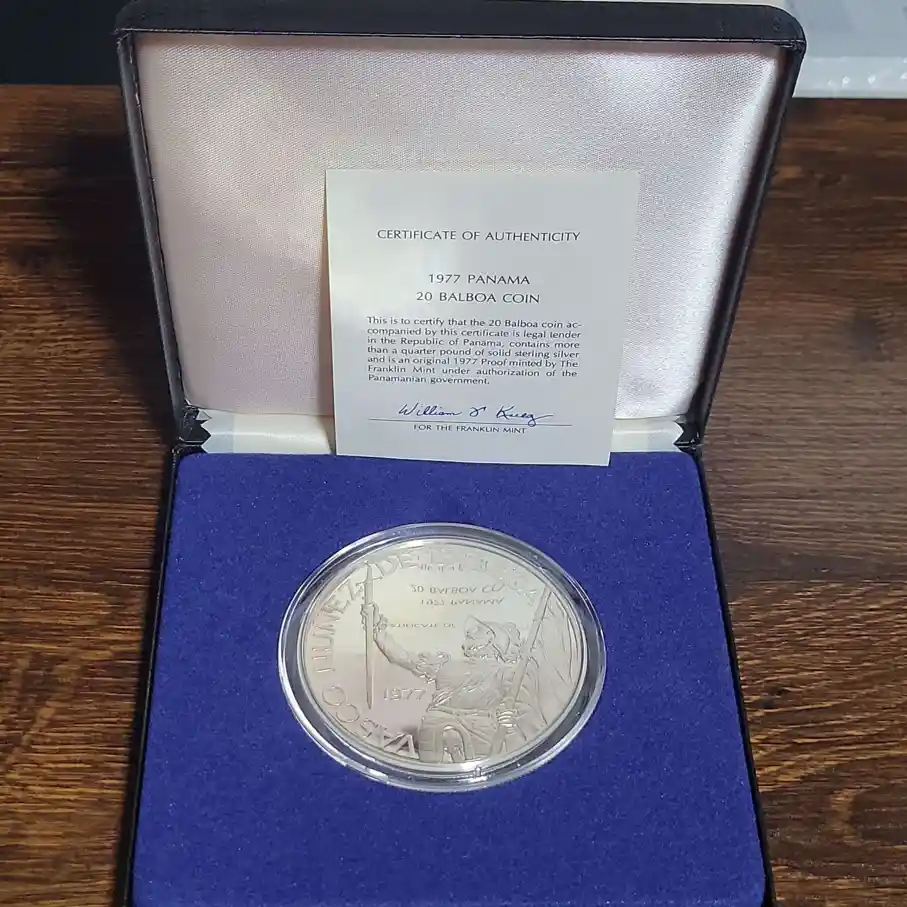 CERTIFICATE OF AUTHENTICITY
1977 PANAMA
20 BALBOA COIN
This is to certify that the 20 Balboa coin ac-
companied by this certificate is legal tender
in the Republic of Panama, contains more
than a quarter pound of solid sterling silver
and is an original 1977 Proof minted by The
Franklin Mint under authorization of the
Panamanian government.
William F Krieg
FOR THE FRANKLIN MINT
VASCO NUÑEZ DE
1977